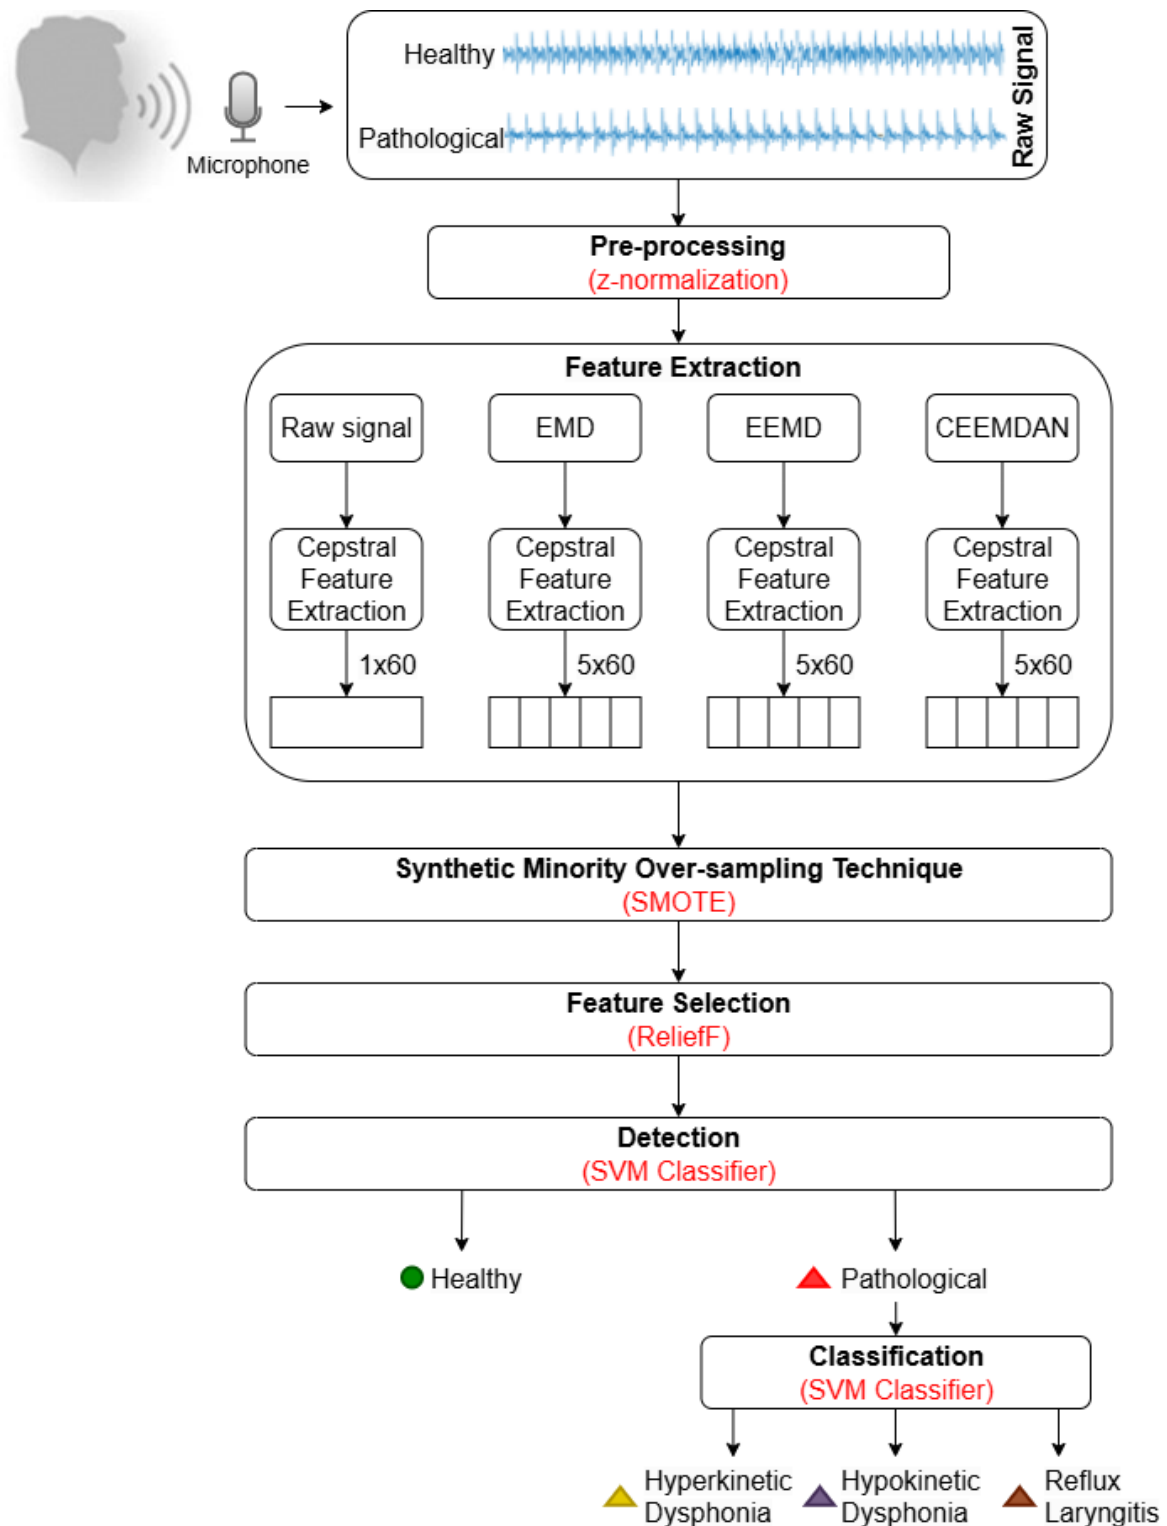 Healthy
Pathological
Raw Signal
Microphone
Pre-processing
(z-normalization)
Feature Extraction
Raw signal
EMD
EEMD
CEEMDAN
Cepstral
Feature
Extraction
Cepstral
Feature
Extraction
Cepstral
Feature
Extraction
Cepstral
Feature
Extraction
1x60
5x60
5x60
5x60
Synthetic Minority Over-sampling Technique
(SMOTE)
Feature Selection
(ReliefF)
Detection
(SVM Classifier)
Healthy
Pathological
Classification
(SVM Classifier)
Hyperkinetic
Dysphonia
Hypokinetic
Dysphonia
Reflux
Laryngitis